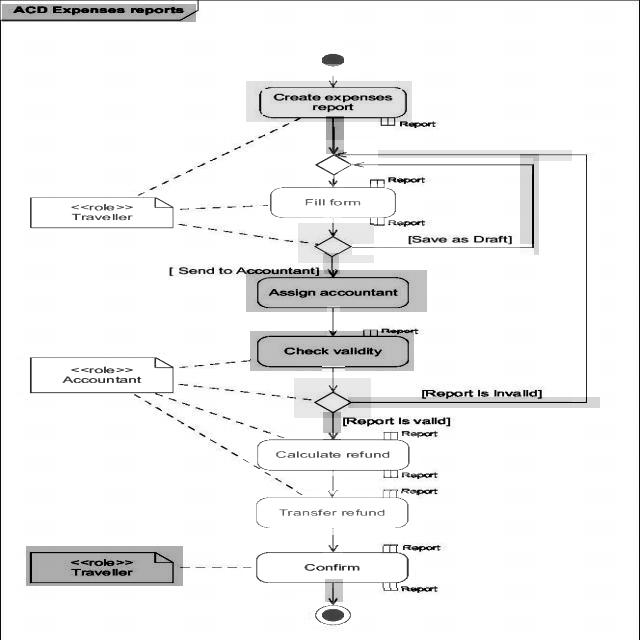 ACD Expenses reports
Create expenses
report
Report
Report
<<role>>
Traveller
Fill form
Report
[Save as Draft]
[ Send to Accountant]
Assign accountant
Report
Check validity
<<role>>
Accountant
[Report is invalid]
[Report is valid]
Report
Calculate refund
Report
Report
Transfer refund
Report
<<role>>
Traveller
Confirm
Report